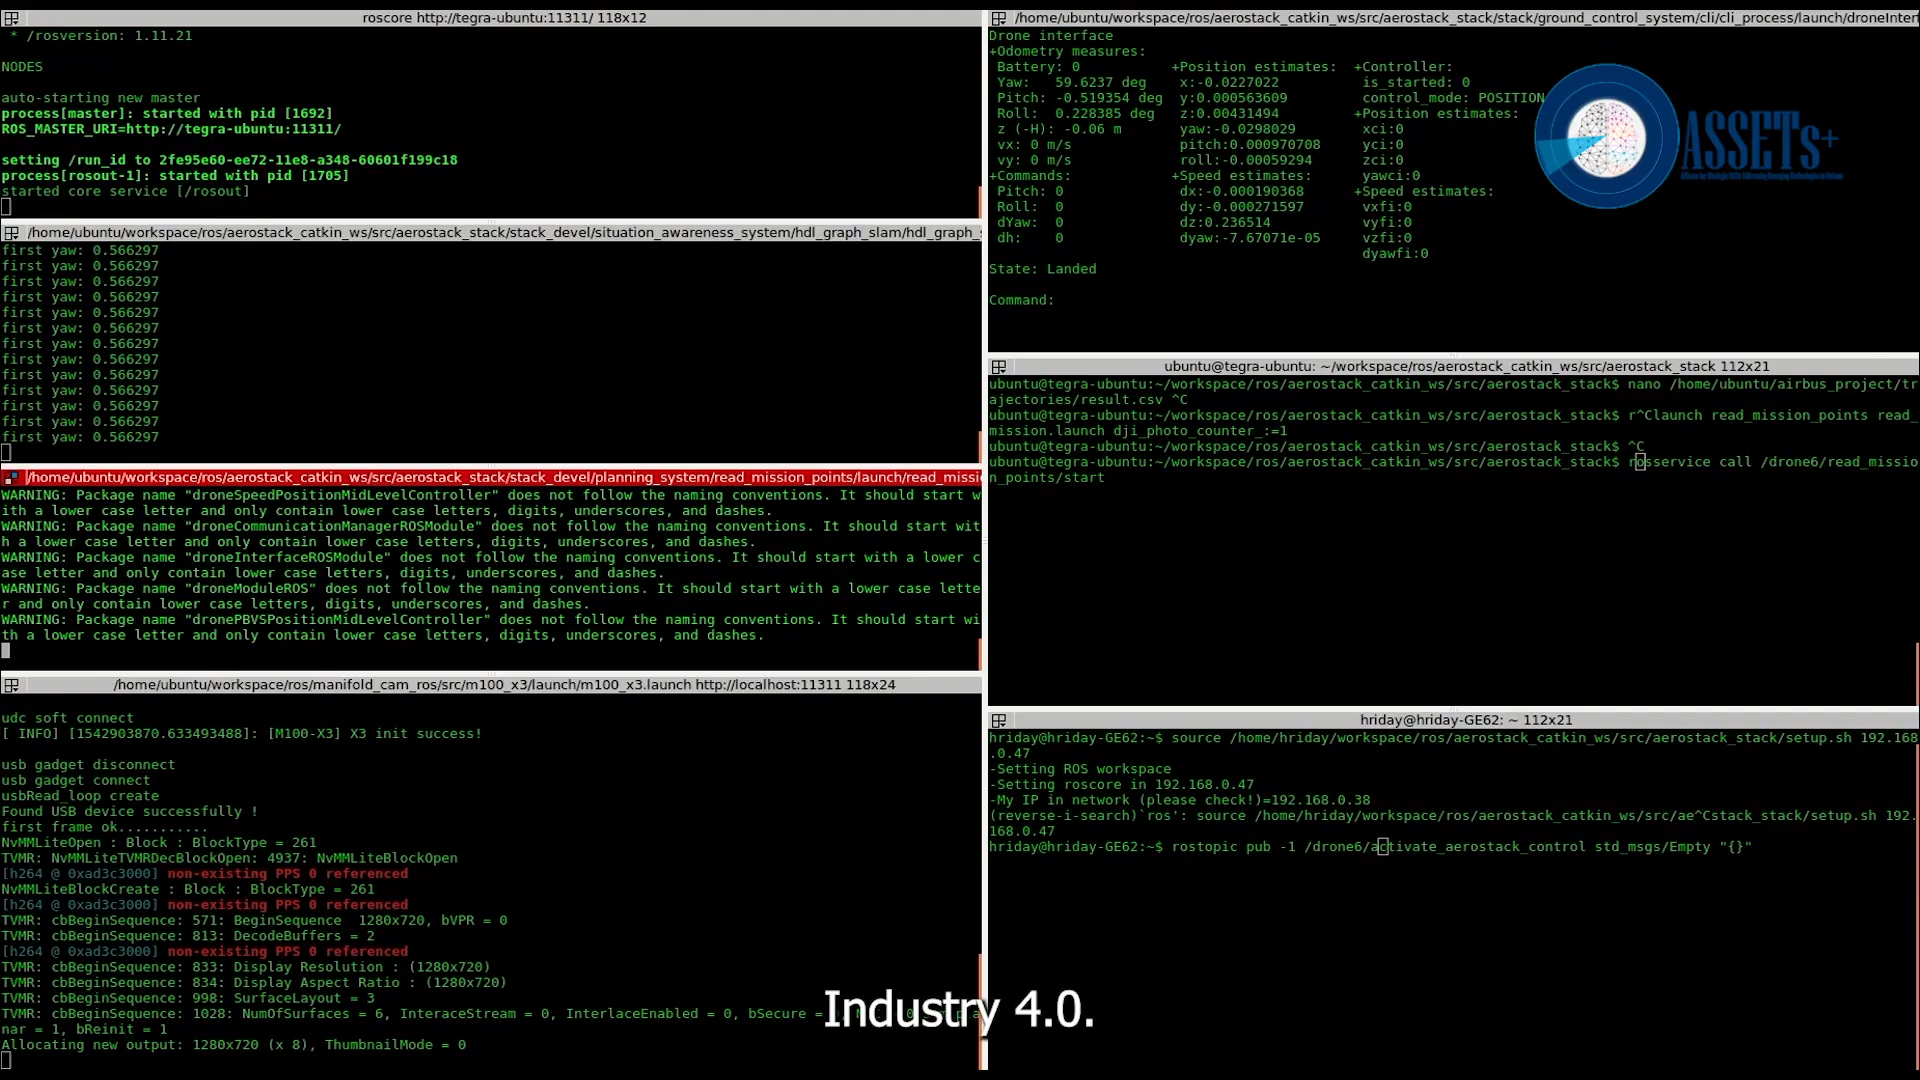 roscore http://tegra-ubuntu:11311/ 118x12
* /rosversion: 1.11.21
NODES
auto-starting new master
process[master]: started with pid [1692]
ROS_MASTER_URI=http://tegra-ubuntu:11311/
setting /run_id to 2fe95e60-ee72-11e8-a348-60601f199c18
process[rosout-1]: started with pid [1705]
started core service [/rosout]
/home/ubuntu/workspace/ros/aerostack_catkin_ws/src/aerostack_stack/stack_devel/situation_awareness_system/hdl_graph_slam/hdl_graph_s
first yaw: 0.566297
first yaw: 0.566297
first yaw: 0.566297
first yaw: 0.566297
first yaw: 0.566297
first yaw: 0.566297
first yaw: 0.566297
first yaw: 0.566297
first yaw: 0.566297
first yaw: 0.566297
first yaw: 0.566297
first yaw: 0.566297
first yaw: 0.566297
/home/ubuntu/workspace/ros/aerostack_catkin_ws/src/aerostack_stack/stack_devel/planning_system/read_mission_points/launch/read_missi
WARNING: Package name "droneSpeedPositionMidLevelController" does not follow the naming conventions. It should start w
ith a lower case letter and only contain lower case letters, digits, underscores, and dashes.
WARNING: Package name "droneCommunicationManagerROSModule" does not follow the naming conventions. It should start wit
h a lower case letter and only contain lower case letters, digits, underscores, and dashes.
WARNING: Package name "droneInterfaceROSModule" does not follow the naming conventions. It should start with a lower c
ase letter and only contain lower case letters, digits, underscores, and dashes.
WARNING: Package name "droneModuleROS" does not follow the naming conventions. It should start with a lower case lette
r and only contain lower case letters, digits, underscores, and dashes.
WARNING: Package name "dronePBVSPositionMidLevelController" does not follow the naming conventions. It should start wi
th a lower case letter and only contain lower case letters, digits, underscores, and dashes.
/home/ubuntu/workspace/ros/manifold_cam_ros/src/m100_x3/launch/m100_x3.launch http://localhost:11311 118x24
udc soft connect
[ INFO] [1542903870.633493488]: [M100-X3] X3 init success!
usb gadget disconnect
usb gadget connect
usbRead_loop create
Found USB device successfully !
first frame ok...........
NvMMLiteOpen : Block : BlockType = 261
TVMR: NvMMLiteTVMRDecBlockOpen: 4937: NvMMLiteBlockOpen
[h264 @ 0xad3c3000] non-existing PPS 0 referenced
NvMMLiteBlockCreate : Block : BlockType = 261
[h264 @ 0xad3c3000] non-existing PPS 0 referenced
TVMR: cbBeginSequence: 571: BeginSequence  1280x720, bVPR = 0
TVMR: cbBeginSequence: 813: DecodeBuffers = 2
[h264 @ 0xad3c3000] non-existing PPS 0 referenced
TVMR: cbBeginSequence: 833: Display Resolution : (1280x720)
TVMR: cbBeginSequence: 834: Display Aspect Ratio : (1280x720)
TVMR: cbBeginSequence: 998: SurfaceLayout = 3
TVMR: cbBeginSequence: 1028: NumOfSurfaces = 6, InteraceStream = 0, InterlaceEnabled = 0, bSecure =
nar = 1, bReinit = 1
Allocating new output: 1280x720 (x 8), ThumbnailMode = 0
/home/ubuntu/workspace/ros/aerostack_catkin_ws/src/aerostack_stack/stack/ground_control_system/cli/cli_process/launch/droneInterf
Drone interface
+Odometry measures:
Battery: 0 +Position estimates: +Controller:
Yaw: 59.6237 deg x:-0.0227022 is_started: 0
Pitch: -0.519354 deg y:0.000563609 control_mode: POSITION
Roll: 0.228385 deg z:0.00431494 +Position estimates:
z (-H): -0.06 m yaw:-0.0298029 xci:0
vx: 0 m/s pitch:0.000970708 yci:0
vy: 0 m/s roll:-0.00059294 zci:0
+Commands: +Speed estimates: yawci:0
Pitch: 0 dx:-0.000190368 +Speed estimates:
Roll: 0 dy:-0.000271597 vxfi:0
dYaw: 0 dz:0.236514 vyfi:0
dh: 0 dyaw:-7.67071e-05 vzfi:0
dyawfi:0
State: Landed
Command:
ASSETs+
ubuntu@tegra-ubuntu: ~/workspace/ros/aerostack_catkin_ws/src/aerostack_stack 112x21
ubuntu@tegra-ubuntu:~/workspace/ros/aerostack_catkin_ws/src/aerostack_stack$ nano /home/ubuntu/airbus_project/tr
ajectories/result.csv ^C
ubuntu@tegra-ubuntu:~/workspace/ros/aerostack_catkin_ws/src/aerostack_stack$ r^Claunch read_mission_points read_
mission.launch dji_photo_counter_:=1
ubuntu@tegra-ubuntu:~/workspace/ros/aerostack_catkin_ws/src/aerostack_stack$ ^C
ubuntu@tegra-ubuntu:~/workspace/ros/aerostack_catkin_ws/src/aerostack_stack$ rosservice call /drone6/read_missio
n_points/start
hriday@hriday-GE62: ~ 112x21
hriday@hriday-GE62:~$ source /home/hriday/workspace/ros/aerostack_catkin_ws/src/aerostack_stack/setup.sh 192.168
.0.47
-Setting ROS workspace
-Setting roscore in 192.168.0.47
-My IP in network (please check!)=192.168.0.38
(reverse-i-search)`ros': source /home/hriday/workspace/ros/aerostack_catkin_ws/src/ae^Cstack_stack/setup.sh 192.
168.0.47
hriday@hriday-GE62:~$ rostopic pub -1 /drone6/activate_aerostack_control std_msgs/Empty "{}"
Industry 4.0.